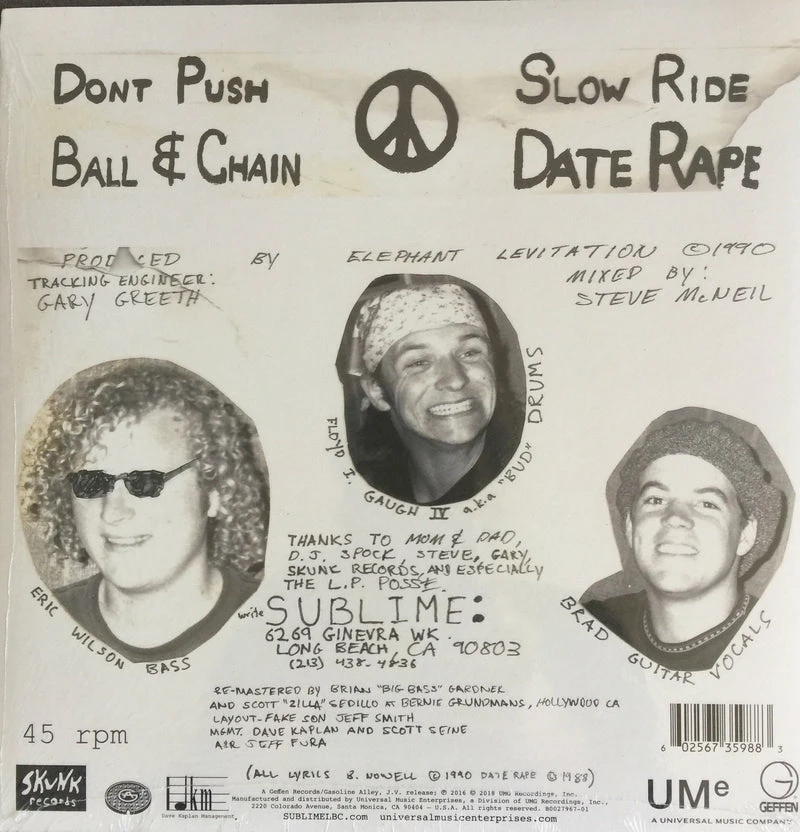 DONT PUSH
BALL & CHAIN
SLOW RIDE
DATE RAPE
PRODUCED BY ELEPHANT LEVITATION ©1990
TRACKING ENGINEER:
GARY GREETH
MIXED BY:
STEVE McNEIL
FLOYD I. GAUGH IV a.k.a "BUD" DRUMS
ERIC WILSON BASS
BRAD GUITAR VOCALS
THANKS TO MOM & DAD,
D.J. SPOCK, STEVE, GARY,
SKUNK RECORDS, AND ESPECIALLY
THE L.P. POSSE.
write SUBLIME:
6269 GINEVRA WK.
LONG BEACH, CA 90803
(213) 438-4836
RE-MASTERED BY BRIAN "BIG BASS" GARDNER
AND SCOTT "ZILLA" SEDILLO AT BERNIE GRUNDMANS, HOLLYWOOD CA
LAYOUT-FAKE SON JEFF SMITH
MGMT. DAVE KAPLAN AND SCOTT SEINE
A&R JEFF FURA
45 rpm
6 02567 35988 3
(ALL LYRICS B. NOWELL © 1990 DATE RAPE © 1988)
SKUNK
records
dkm
Dave Kaplan Management
A Geffen Records/Gasoline Alley, J.V. release; ℗ 2016 © 2018 UMG Recordings, Inc.
Manufactured and distributed by Universal Music Enterprises, a Division of UMG Recordings, Inc.,
2220 Colorado Avenue, Santa Monica, CA 90404 - U.S.A. All rights reserved. B0027967-01
SUBLIMELBC.com universalmusicenterprises.com
UMe
A UNIVERSAL MUSIC COMPANY
GEFFEN